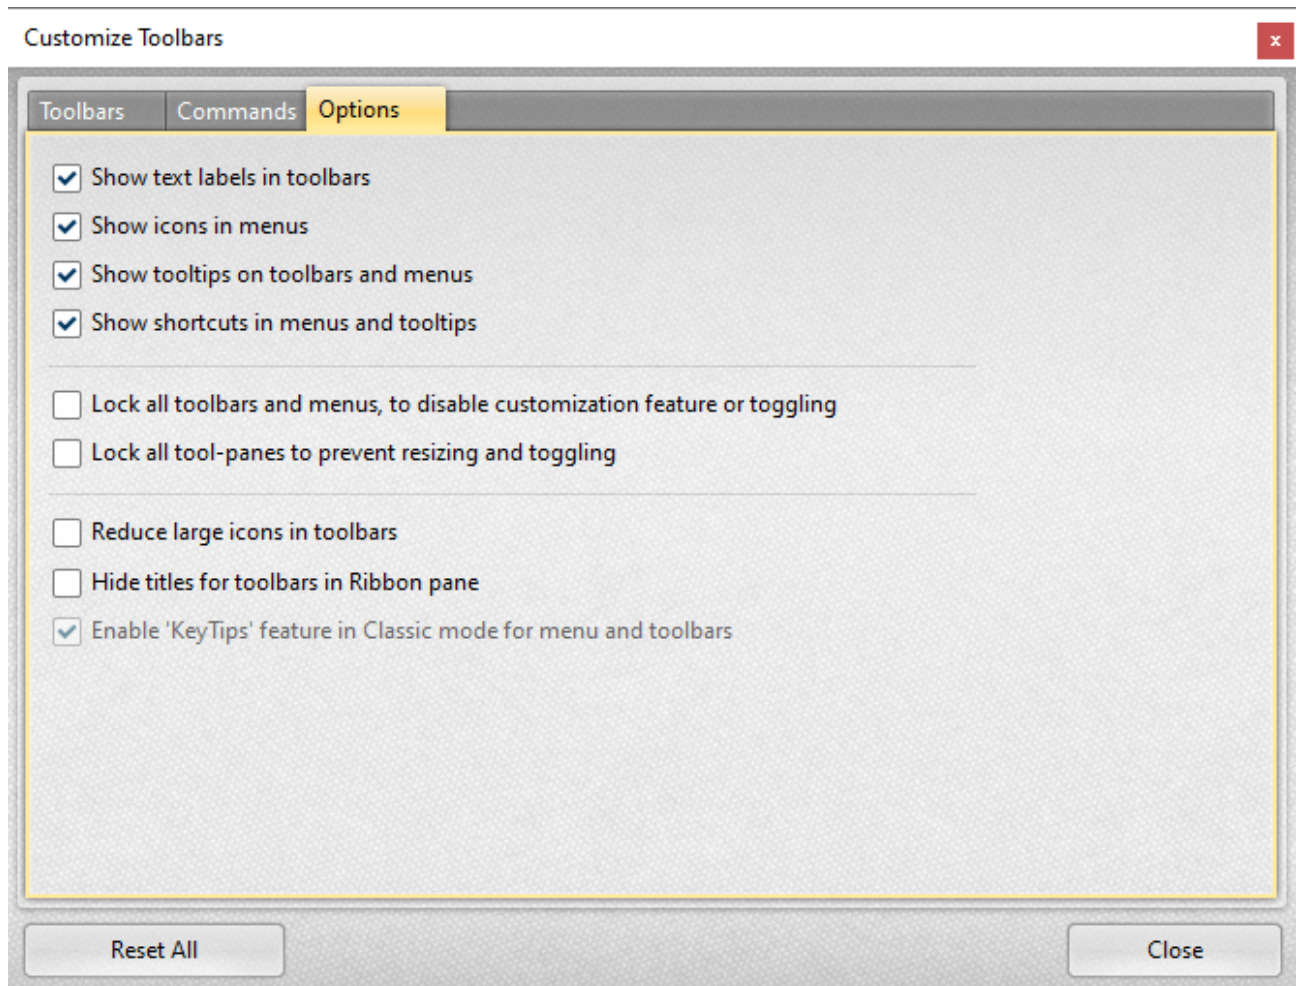 Customize Toolbars
x
Toolbars Commands Options
Show text labels in toolbars
Show icons in menus
Show tooltips on toolbars and menus
Show shortcuts in menus and tooltips
Lock all toolbars and menus, to disable customization feature or toggling
Lock all tool-panes to prevent resizing and toggling
Reduce large icons in toolbars
Hide titles for toolbars in Ribbon pane
Enable 'KeyTips' feature in Classic mode for menu and toolbars
Reset All Close